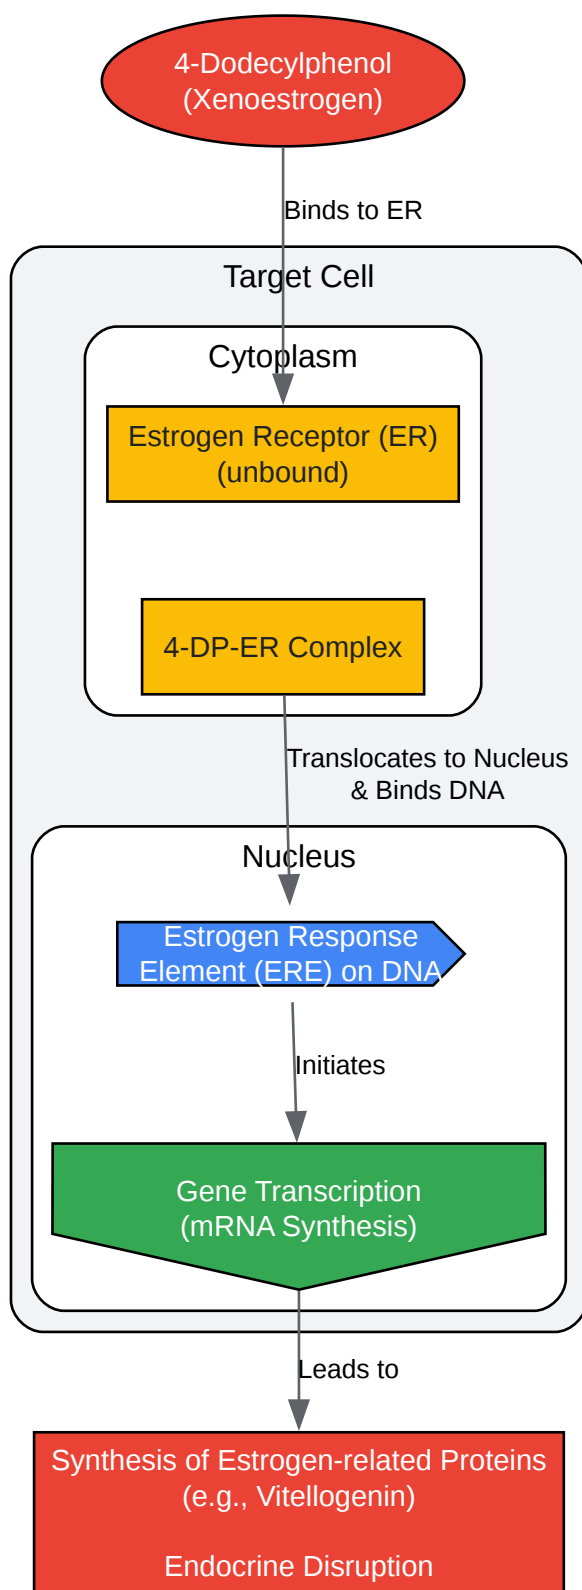 4-Dodecylphenol
(Xenoestrogen)
Binds to ER
Target Cell
Cytoplasm
Estrogen Receptor (ER)
(unbound)
4-DP-ER Complex
Translocates to Nucleus
& Binds DNA
Nucleus
Estrogen Response
Element (ERE) on DNA
Initiates
Gene Transcription
(mRNA Synthesis)
Leads to
Synthesis of Estrogen-related Proteins
(e.g., Vitellogenin)
Endocrine Disruption